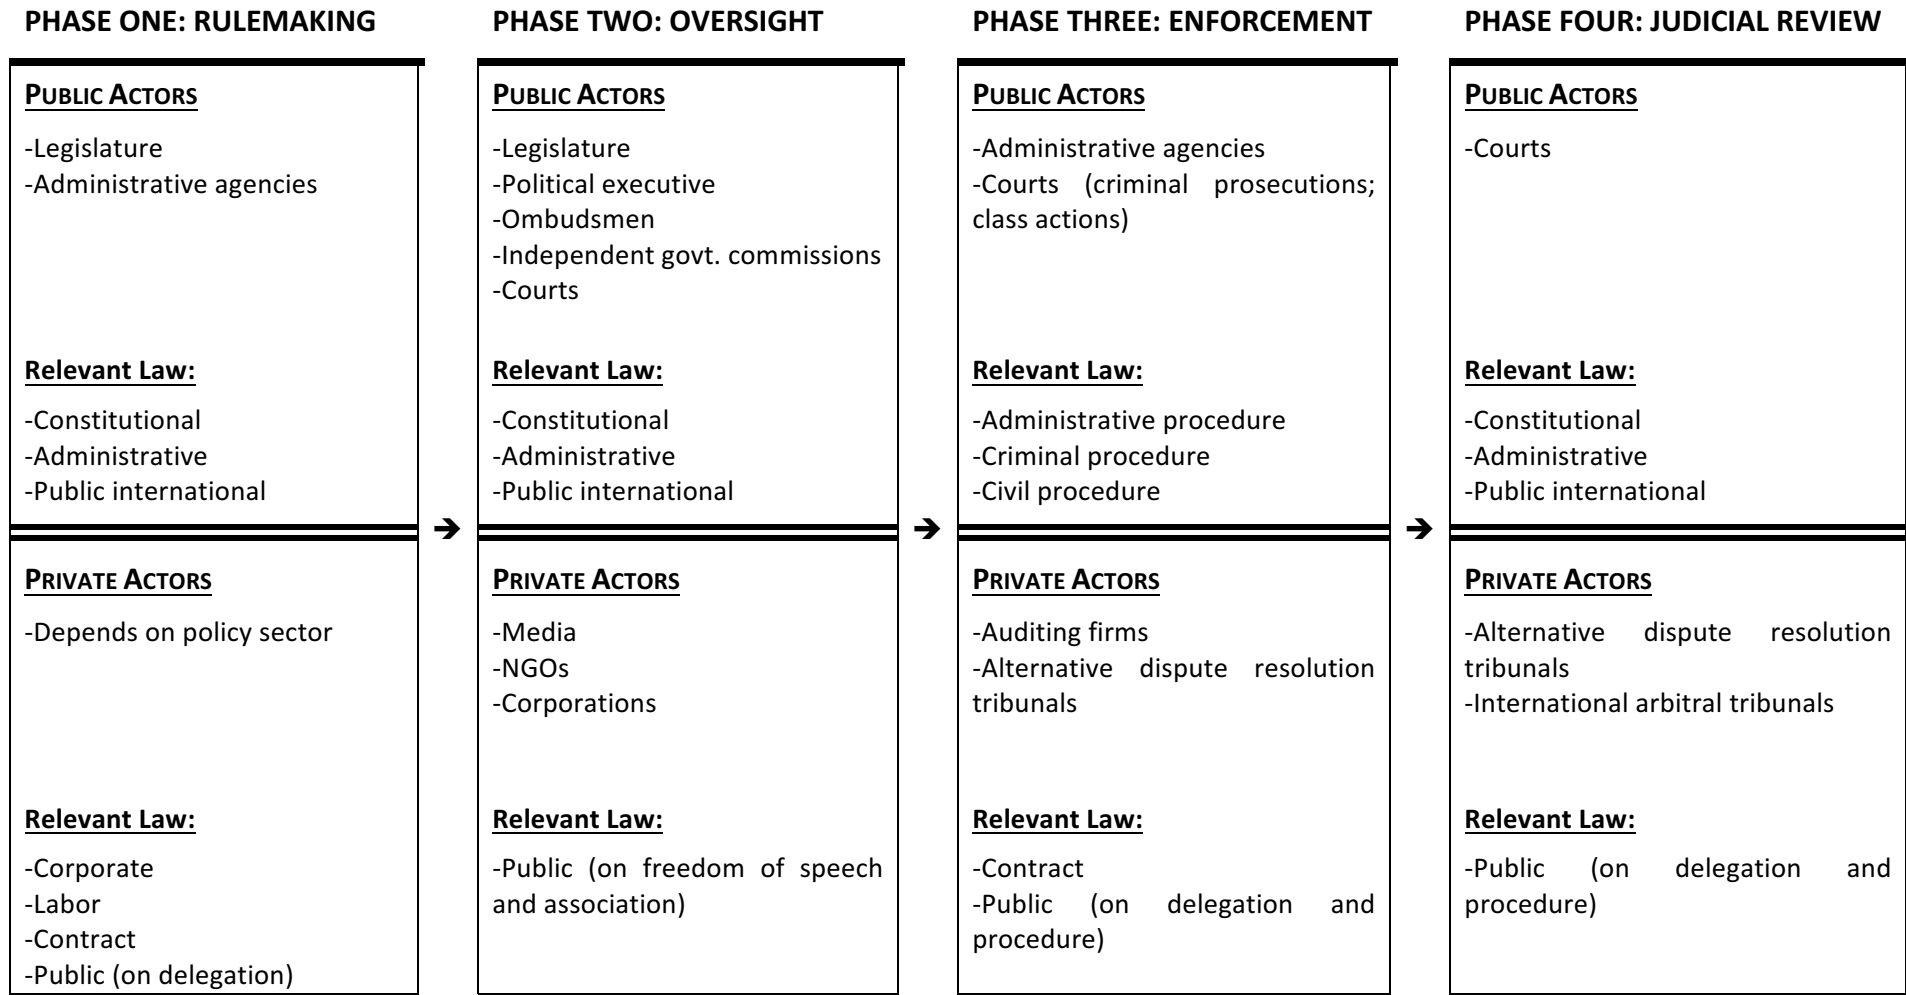 PHASE ONE: RULEMAKING
PUBLIC ACTORS
-Legislature
-Administrative agencies
Relevant Law:
-Constitutional
-Administrative
-Public international
PRIVATE ACTORS
-Depends on policy sector
Relevant Law:
-Corporate
-Labor
-Contract
-Public (on delegation)
➔
PHASE TWO: OVERSIGHT
PUBLIC ACTORS
-Legislature
-Political executive
-Ombudsmen
-Independent govt. commissions
-Courts
Relevant Law:
-Constitutional
-Administrative
-Public international
PRIVATE ACTORS
-Media
-NGOs
-Corporations
Relevant Law:
-Public (on freedom of speech
and association)
➔
PHASE THREE: ENFORCEMENT
PUBLIC ACTORS
-Administrative agencies
-Courts (criminal prosecutions;
class actions)
Relevant Law:
-Administrative procedure
-Criminal procedure
-Civil procedure
PRIVATE ACTORS
-Auditing firms
-Alternative dispute resolution
tribunals
Relevant Law:
-Contract
-Public (on delegation and
procedure)
➔
PHASE FOUR: JUDICIAL REVIEW
PUBLIC ACTORS
-Courts
Relevant Law:
-Constitutional
-Administrative
-Public international
PRIVATE ACTORS
-Alternative dispute resolution
tribunals
-International arbitral tribunals
Relevant Law:
-Public (on delegation and
procedure)